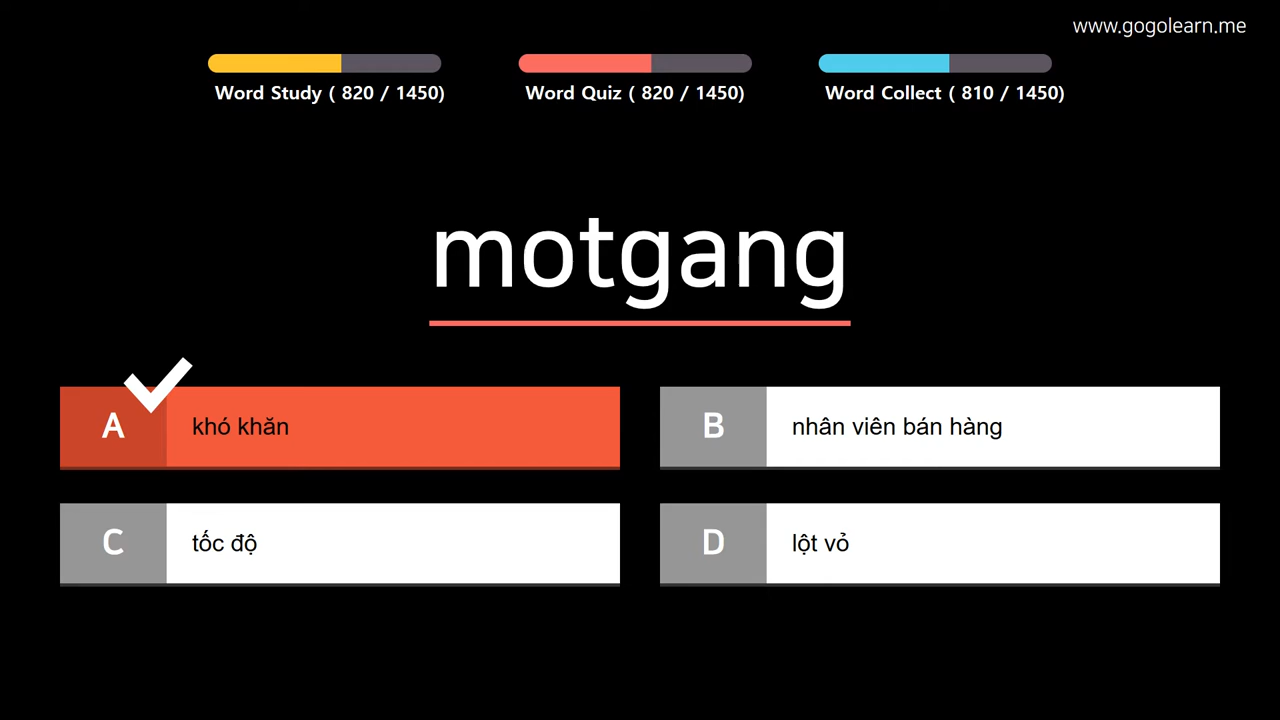 www.gogolearn.me
Word Study ( 820 / 1450)
Word Quiz ( 820 / 1450)
Word Collect ( 810 / 1450)
motgang
A khó khăn
B nhân viên bán hàng
C tốc độ
D lột vỏ